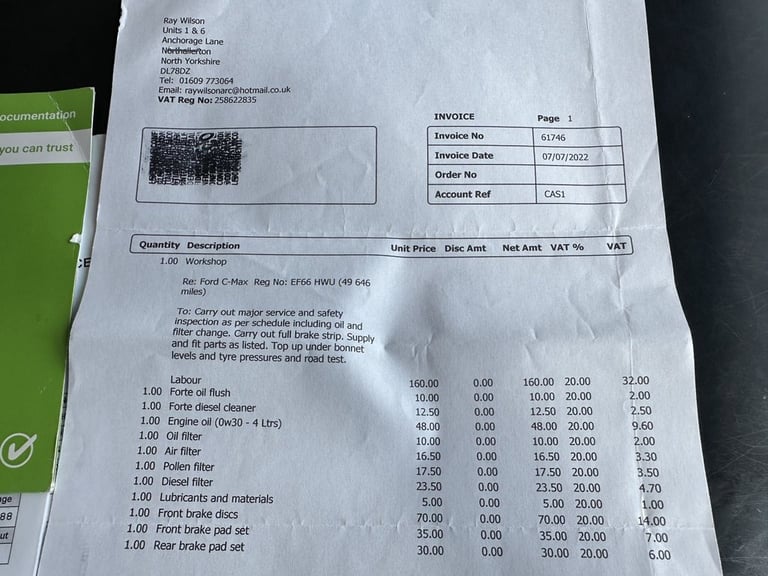 Ray Wilson
Units 1 & 6
Anchorage Lane
Northallerton
North Yorkshire
DL78DZ
Tel: 01609 773064
Email: raywilsonarc@hotmail.co.uk
VAT Reg No: 258622835
ocumentation
you can trust
INVOICE Page 1
Invoice No 61746
Invoice Date 07/07/2022
Order No
Account Ref CAS1
Quantity Description Unit Price Disc Amt Net Amt VAT % VAT
1.00 Workshop
Re: Ford C-Max Reg No: EF66 HWU (49 646
miles)
To: Carry out major service and safety
inspection as per schedule including oil and
filter change. Carry out full brake strip. Supply
and fit parts as listed. Top up under bonnet
levels and tyre pressures and road test.
Labour 160.00 0.00 160.00 20.00 32.00
1.00 Forte oil flush 10.00 0.00 10.00 20.00 2.00
1.00 Forte diesel cleaner 12.50 0.00 12.50 20.00 2.50
1.00 Engine oil (0w30 - 4 Ltrs) 48.00 0.00 48.00 20.00 9.60
1.00 Oil filter 10.00 0.00 10.00 20.00 2.00
1.00 Air filter 16.50 0.00 16.50 20.00 3.30
1.00 Pollen filter 17.50 0.00 17.50 20.00 3.50
1.00 Diesel filter 23.50 0.00 23.50 20.00 4.70
1.00 Lubricants and materials 5.00 0.00 5.00 20.00 1.00
1.00 Front brake discs 70.00 0.00 70.00 20.00 14.00
1.00 Front brake pad set 35.00 0.00 35.00 20.00 7.00
1.00 Rear brake pad set 30.00 0.00 30.00 20.00 6.00
CE
ge
88
ut